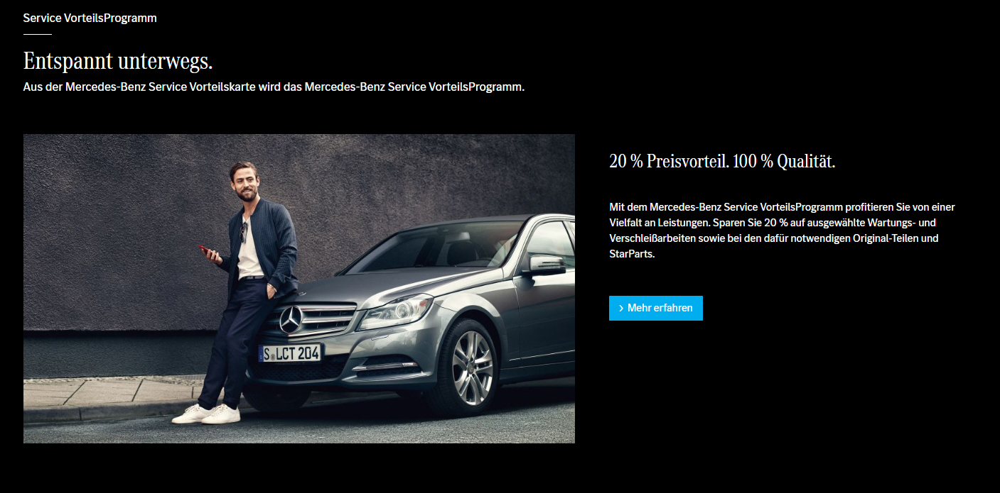 Service VorteilsProgramm
Entspannt unterwegs.
Aus der Mercedes-Benz Service Vorteilskarte wird das Mercedes-Benz Service VorteilsProgramm.
20 % Preisvorteil. 100 % Qualität.
Mit dem Mercedes-Benz Service VorteilsProgramm profitieren Sie von einer
Vielfalt an Leistungen. Sparen Sie 20 % auf ausgewählte Wartungs- und
Verschleißarbeiten sowie bei den dafür notwendigen Original-Teilen und
StarParts.
Mehr erfahren
S LCT 204